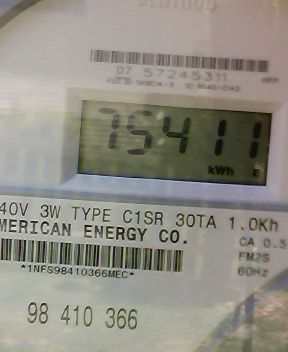 07 57245311
75411
kWh
40V 3W TYPE C1SR 30TA 1.0Kh
MERICAN ENERGY CO.
CA 0.5
FM2S
60Hz
*1NFS98410366MEC*
98 410 366